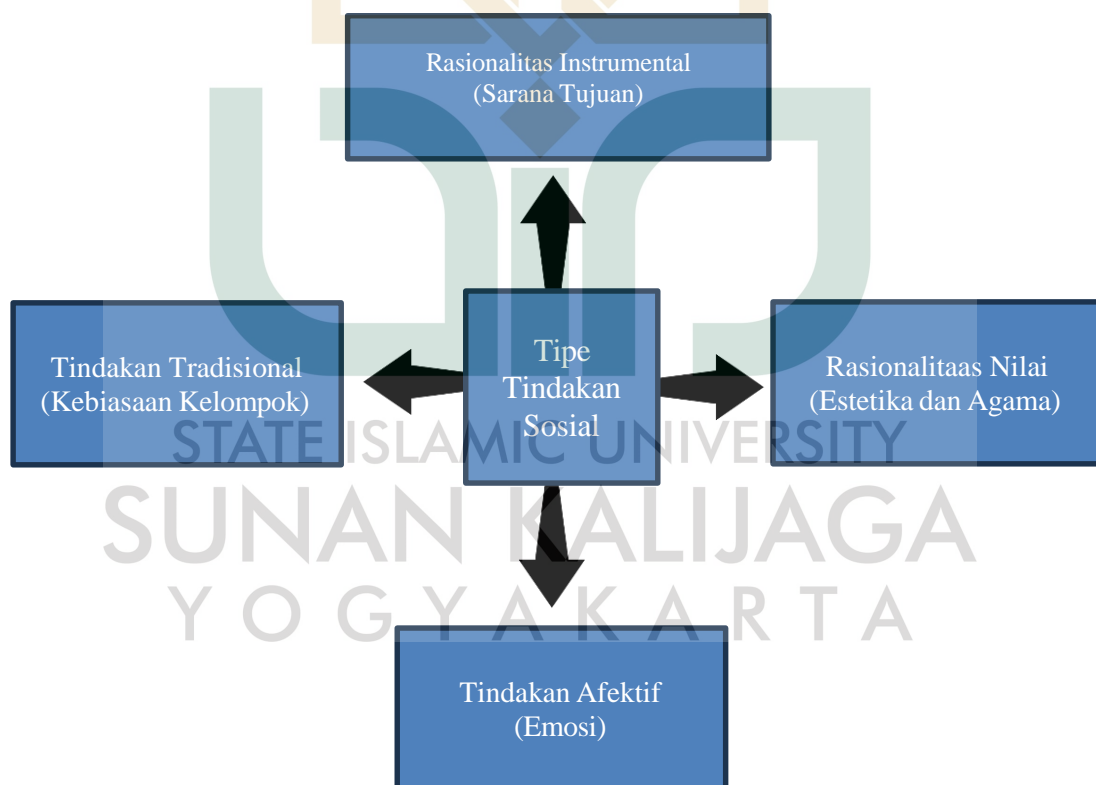 Rasionalitas Instrumental
(Sarana Tujuan)
Tindakan Tradisional
(Kebiasaan Kelompok)
Tipe
Tindakan
Sosial
Rasionalitaas Nilai
(Estetika dan Agama)
STATE ISLAMIC UNIVERSITY
SUNAN KALIJAGA
YOGYAKARTA
Tindakan Afektif
(Emosi)